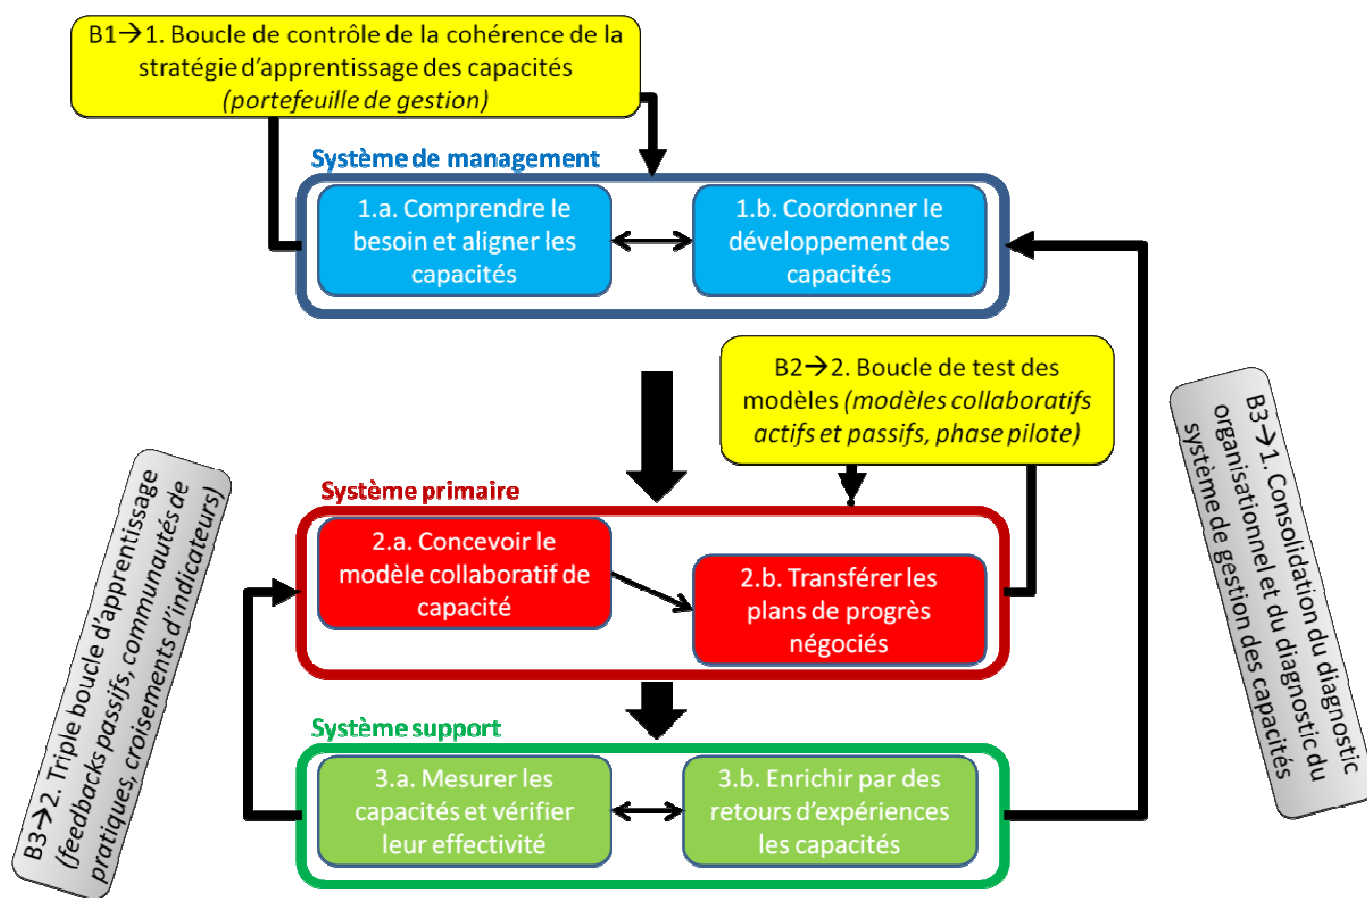 B1→1. Boucle de contrôle de la cohérence de la
stratégie d'apprentissage des capacités
(portefeuille de gestion)
Système de management
1.a. Comprendre le
besoin et aligner les
capacités
1.b. Coordonner le
développement des
capacités
B2→2. Boucle de test des
modèles (modèles collaboratifs
actifs et passifs, phase pilote)
Système primaire
2.a. Concevoir le
modèle collaboratif de
capacité
2.b. Transférer les
plans de progrès
négociés
Système support
3.a. Mesurer les
capacités et vérifier
leur effectivité
3.b. Enrichir par des
retours d'expériences
les capacités
B3→2. Triple boucle d'apprentissage
(feedbacks passifs, communautés de
pratiques, croisements d'indicateurs)
B3→1. Consolidation du diagnostic
organisationnel et du diagnostic du
système de gestion des capacités